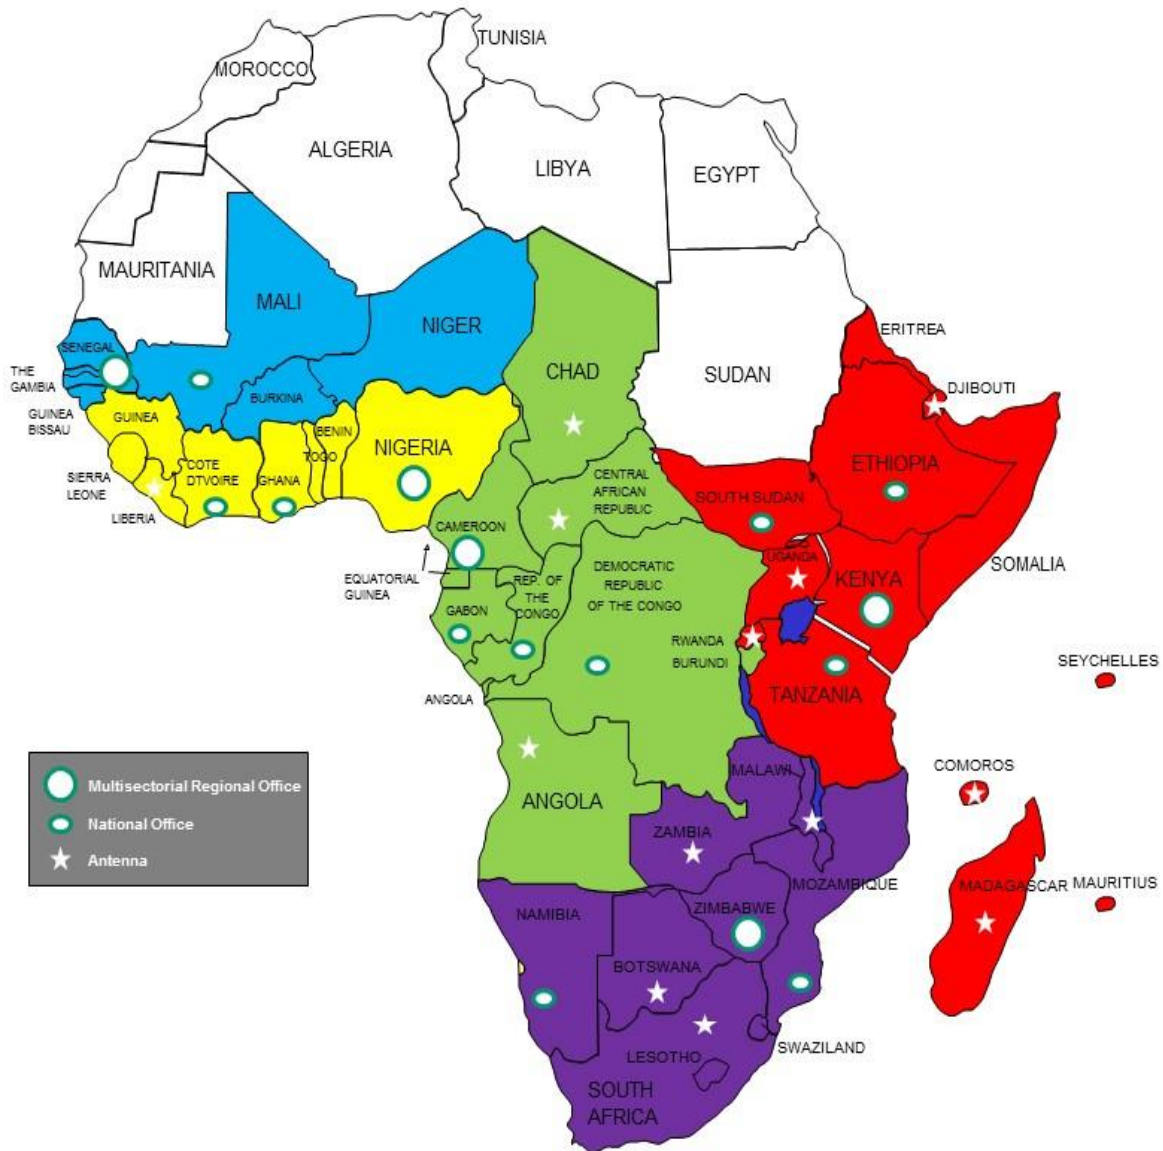 TUNISIA
MOROCCO
ALGERIA
LIBYA
EGYPT
MAURITANIA
MALI
NIGER
CHAD
SUDAN
ERITREA
SENEGAL
THE
GAMBIA
GUINEA
BISSAU
GUINEA
BURKINA
BENIN
TOGO
NIGERIA
DJIBOUTI
ETHIOPIA
SIERRA
LEONE
LIBERIA
COTE
DTVOIRE
GHANA
CENTRAL
AFRICAN
REPUBLIC
SOUTH SUDAN
SOMALIA
CAMEROON
EQUATORIAL
GUINEA
GABON
REP. OF
THE
CONGO
DEMOCRATIC
REPUBLIC
OF THE CONGO
UGANDA
KENYA
RWANDA
BURUNDI
TANZANIA
SEYCHELLES
ANGOLA
ANGOLA
MALAWI
COMOROS
ZAMBIA
MOZAMBIQUE
MADAGASCAR
MAURITIUS
NAMIBIA
ZIMBABWE
BOTSWANA
LESOTHO
SWAZILAND
SOUTH
AFRICA
Multisectorial Regional Office
National Office
Antenna